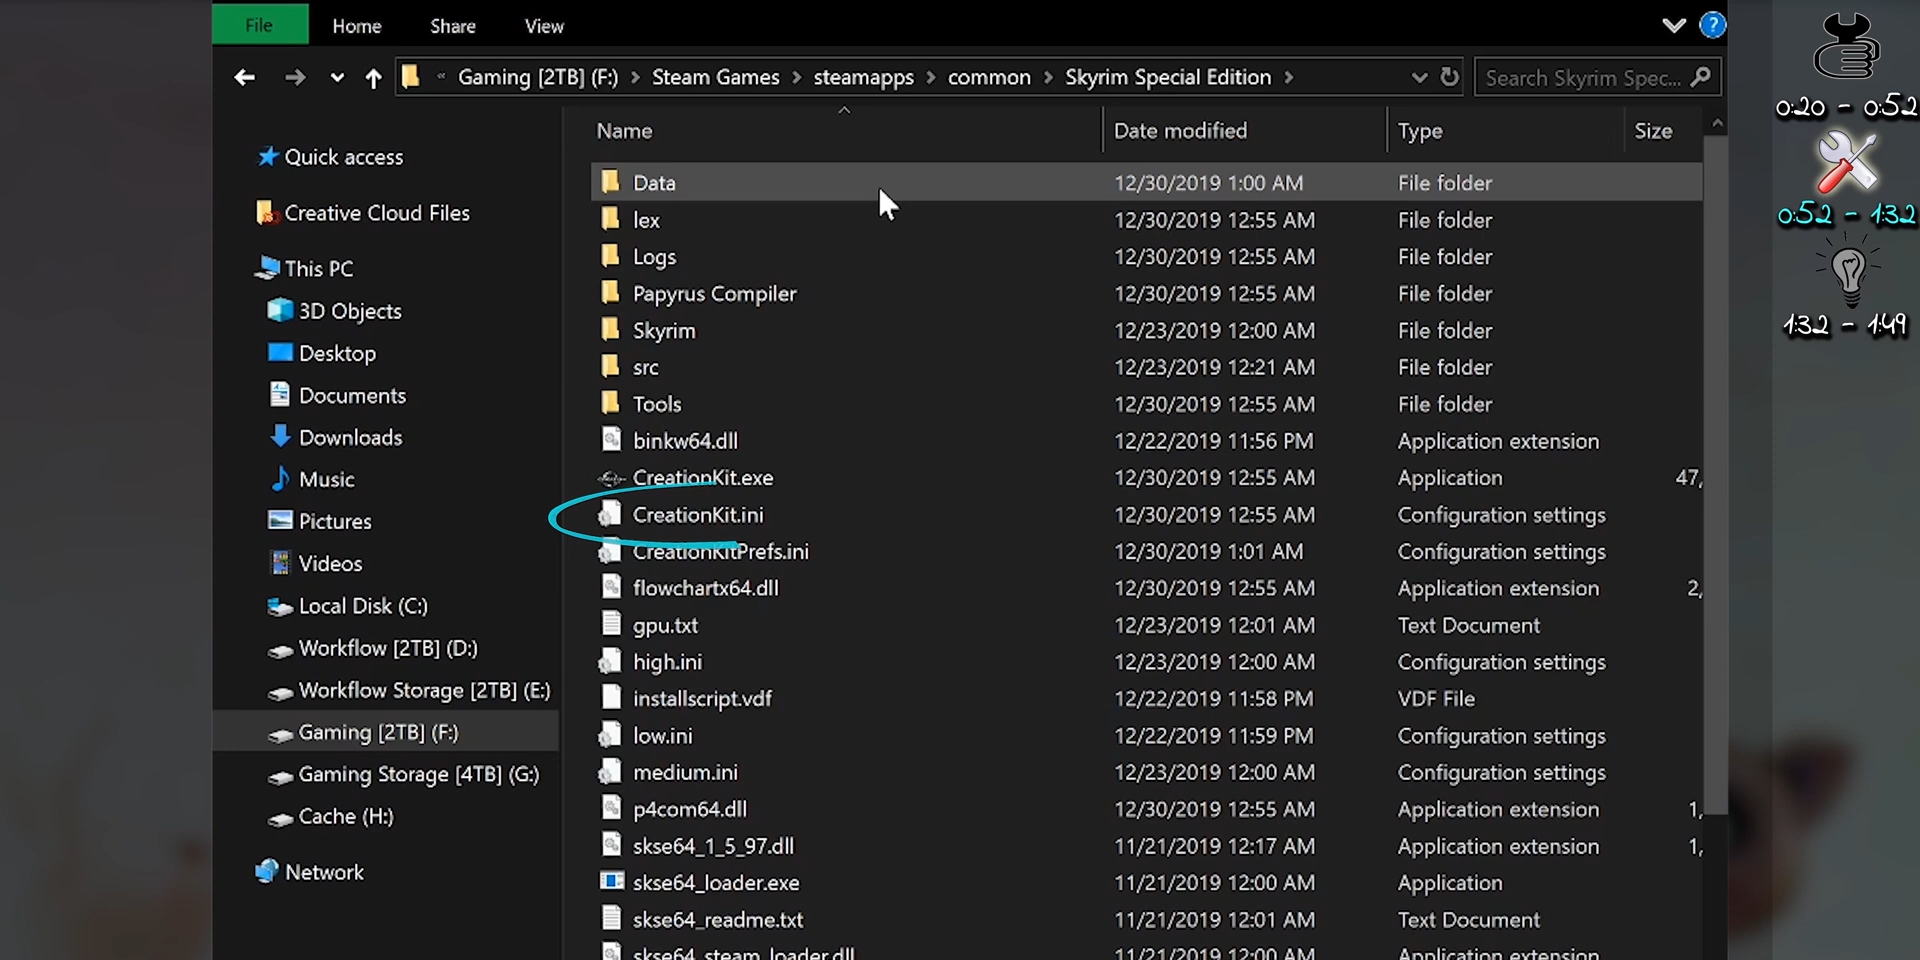 File Home Share View
« Gaming [2TB] (F:) > Steam Games > steamapps > common > Skyrim Special Edition >
Search Skyrim Spec...
Name Date modified Type Size
Quick access
Creative Cloud Files
This PC
3D Objects
Desktop
Documents
Downloads
Music
Pictures
Videos
Local Disk (C:)
Workflow [2TB] (D:)
Workflow Storage [2TB] (E:)
Gaming [2TB] (F:)
Gaming Storage [4TB] (G:)
Cache (H:)
Network
Data 12/30/2019 1:00 AM File folder
lex 12/30/2019 12:55 AM File folder
Logs 12/30/2019 12:55 AM File folder
Papyrus Compiler 12/30/2019 12:55 AM File folder
Skyrim 12/23/2019 12:00 AM File folder
src 12/23/2019 12:21 AM File folder
Tools 12/30/2019 12:55 AM File folder
binkw64.dll 12/22/2019 11:56 PM Application extension
CreationKit.exe 12/30/2019 12:55 AM Application 47,
CreationKit.ini 12/30/2019 12:55 AM Configuration settings
CreationKitPrefs.ini 12/30/2019 1:01 AM Configuration settings
flowchartx64.dll 12/30/2019 12:55 AM Application extension 2,
gpu.txt 12/23/2019 12:01 AM Text Document
high.ini 12/23/2019 12:00 AM Configuration settings
installscript.vdf 12/22/2019 11:58 PM VDF File
low.ini 12/22/2019 11:59 PM Configuration settings
medium.ini 12/23/2019 12:00 AM Configuration settings
p4com64.dll 12/30/2019 12:55 AM Application extension 1,
skse64_1_5_97.dll 11/21/2019 12:17 AM Application extension 1,
skse64_loader.exe 11/21/2019 12:00 AM Application
skse64_readme.txt 11/21/2019 12:01 AM Text Document
skse64_steam_loader.dll 11/21/2019 12:00 AM Application extension
0:20 - 0:52
0:52 - 1:32
1:32 - 1:49